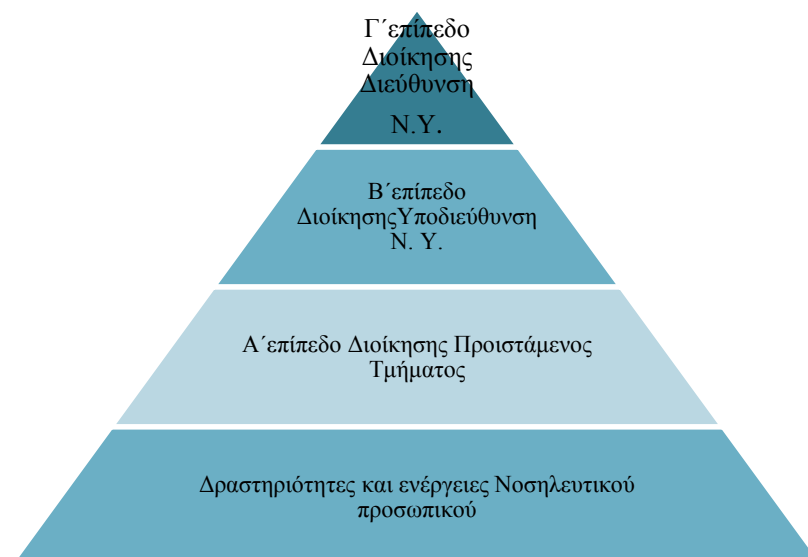 Γ΄επίπεδο
Διοίκησης
Διεύθυνση
Ν.Υ.
Β΄επίπεδο
ΔιοίκησηςΥποδιεύθυνση
Ν. Υ.
Α΄επίπεδο Διοίκησης Προιστάμενος
Τμήματος
Δραστηριότητες και ενέργειες Νοσηλευτικού
προσωπικού